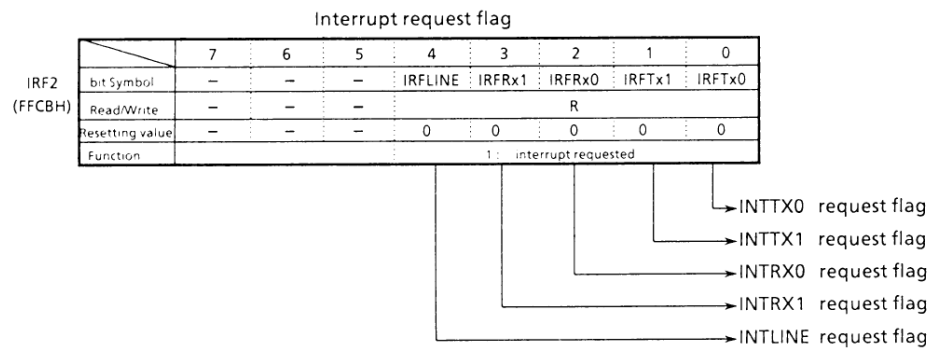 Interrupt request flag
7 6 5 4 3 2 1 0
IRF2 bit Symbol – – – IRFLINE IRFRx1 IRFRx0 IRFTx1 IRFTx0
(FFCBH) Read/Write – – – R
Resetting value – – – 0 0 0 0 0
Function 1 : interrupt requested
INTTX0 request flag
INTTX1 request flag
INTRX0 request flag
INTRX1 request flag
INTLINE request flag